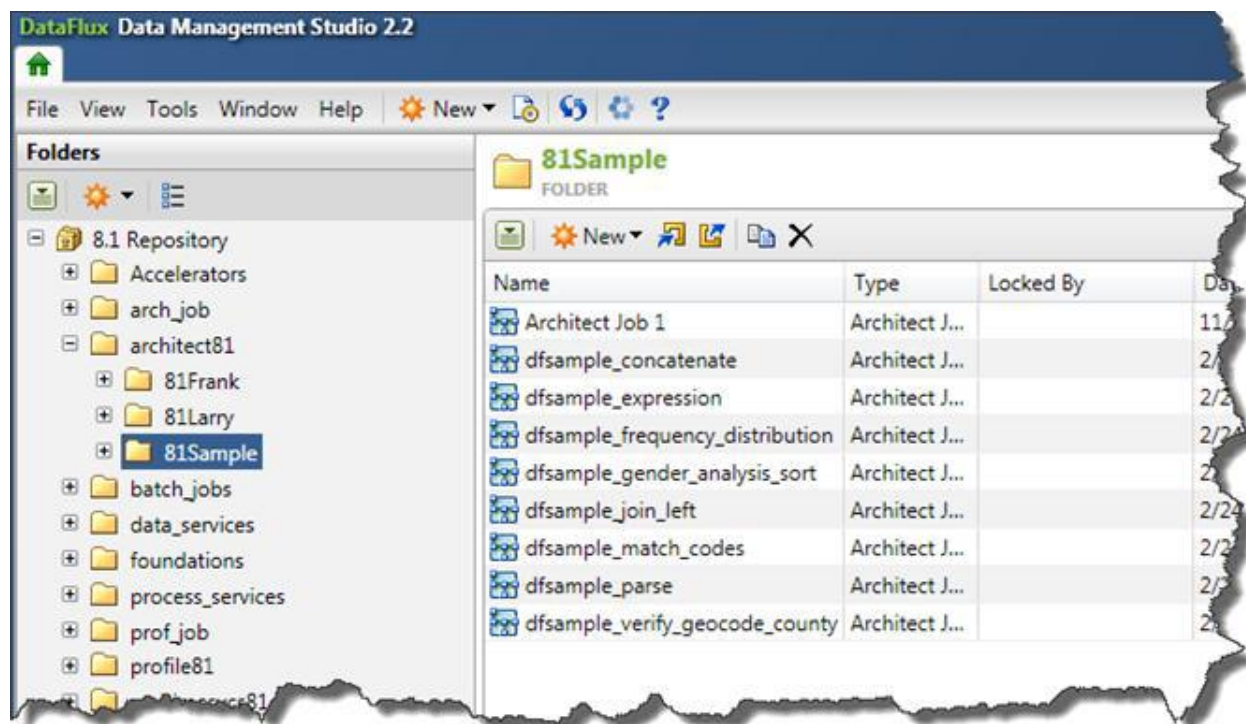 DataFlux Data Management Studio 2.2
File View Tools Window Help New ?
Folders
8.1 Repository
Accelerators
arch_job
architect81
81Frank
81Larry
81Sample
batch_jobs
data_services
foundations
process_services
prof_job
profile81
81Sample
FOLDER
New
Name Type Locked By
Architect Job 1 Architect J...
dfsample_concatenate Architect J...
dfsample_expression Architect J...
dfsample_frequency_distribution Architect J...
dfsample_gender_analysis_sort Architect J...
dfsample_join_left Architect J...
dfsample_match_codes Architect J...
dfsample_parse Architect J...
dfsample_verify_geocode_county Architect J...